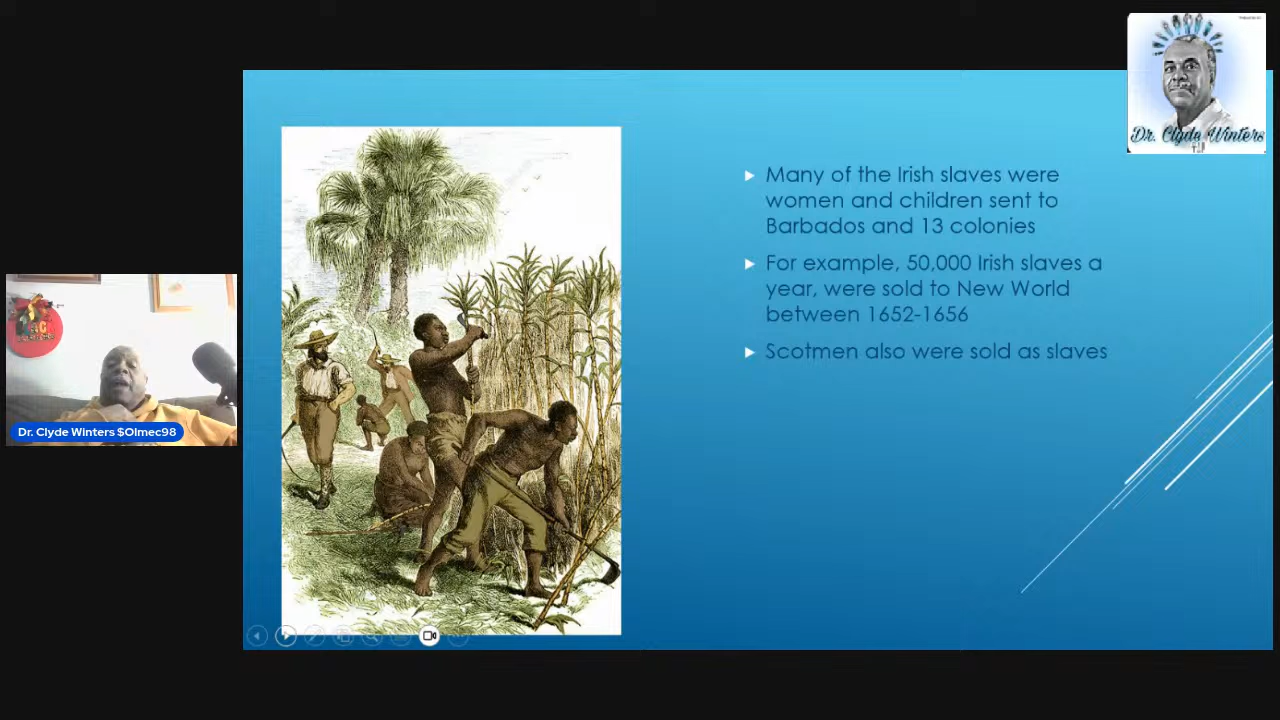 Dr. Clyde Winters
Many of the Irish slaves were
women and children sent to
Barbados and 13 colonies
For example, 50,000 Irish slaves a
year, were sold to New World
between 1652-1656
Scotmen also were sold as slaves
Dr. Clyde Winters $Olmec98